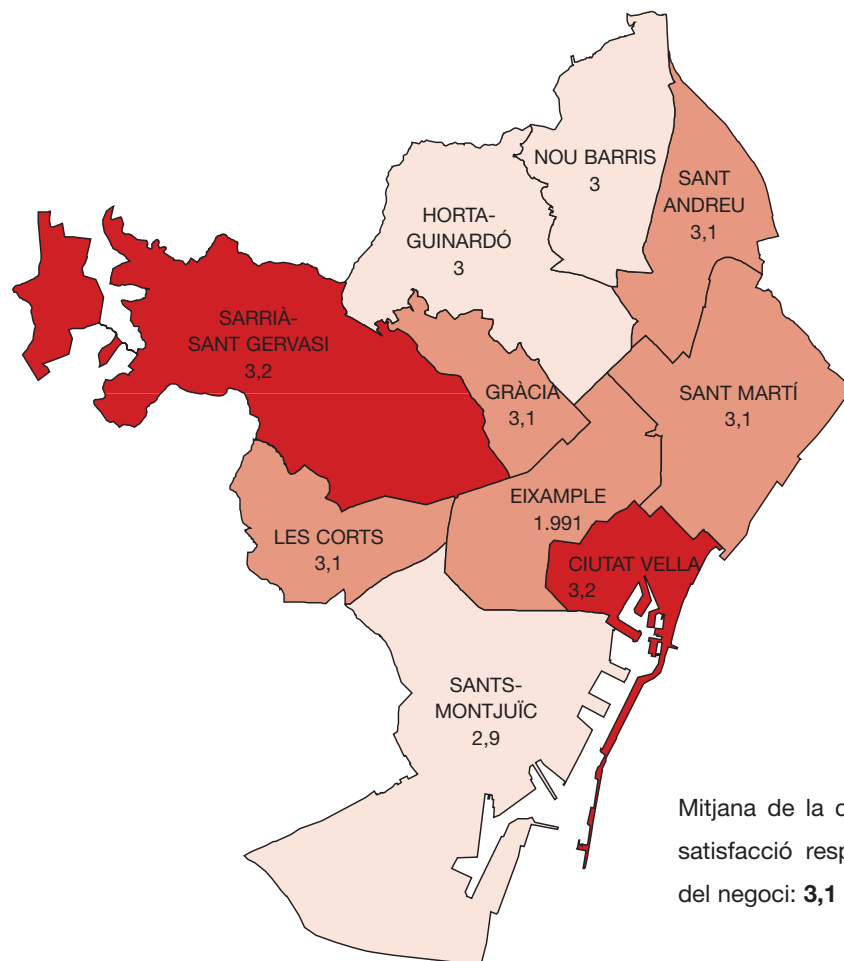 NOU BARRIS
3
SANT
ANDREU
3,1
HORTA-
GUINARDÓ
3
SARRIÀ-
SANT GERVASI
3,2
GRÀCIA
3,1
SANT MARTÍ
3,1
EIXAMPLE
1.991
LES CORTS
3,1
CIUTAT VELLA
3,2
SANTS-
MONTJUÏC
2,9
Mitjana de la
satisfacció
del negoci: 3,1